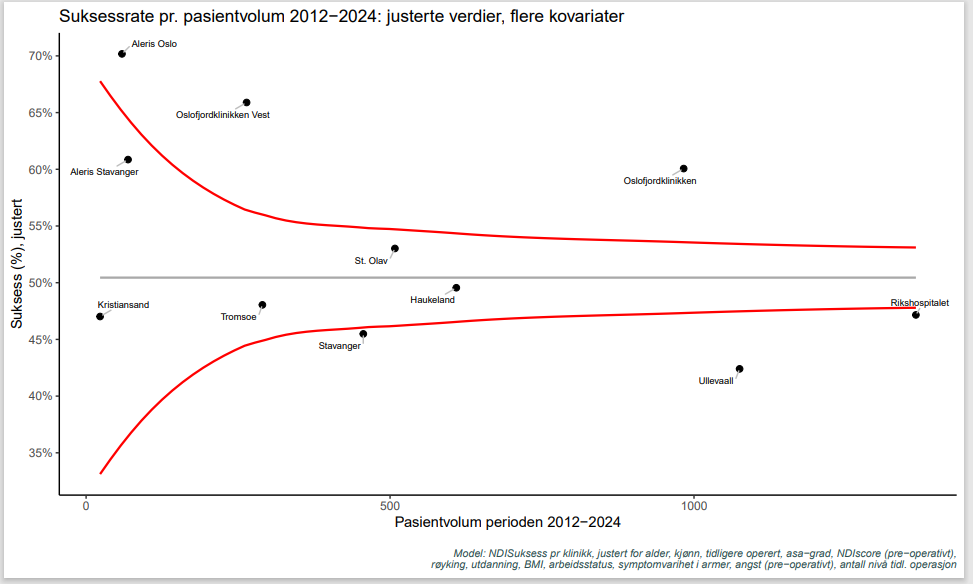 Suksessrate pr. pasientvolum 2012−2024: justerte verdier, flere kovariater
Suksess (%), justert
70%
65%
60%
55%
50%
45%
40%
35%
Aleris Oslo
Oslofjordklinikken Vest
Aleris Stavanger
Oslofjordklinikken
St. Olav
Haukeland
Kristiansand
Rikshospitalet
Tromsoe
Stavanger
Ullevaall
0
500
1000
Pasientvolum perioden 2012−2024
Model: NDISuksess pr klinikk, justert for alder, kjønn, tidligere operert, asa−grad, NDIscore (pre−operativt),
røyking, utdanning, BMI, arbeidsstatus, symptomvarihet i armer, angst (pre−operativt), antall nivå tidl. operasjon